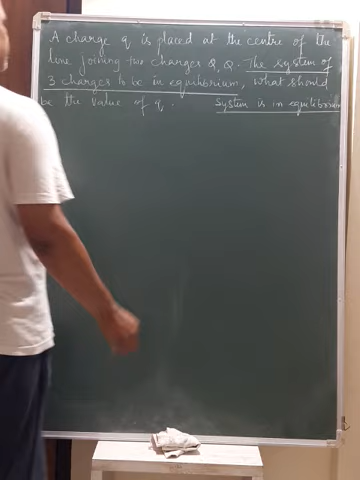 A charge q is placed at the centre of the
line joining two charges Q, Q. The system of
3 charges to be in equilibrium, what should
be the value of q. System is in equilibrium